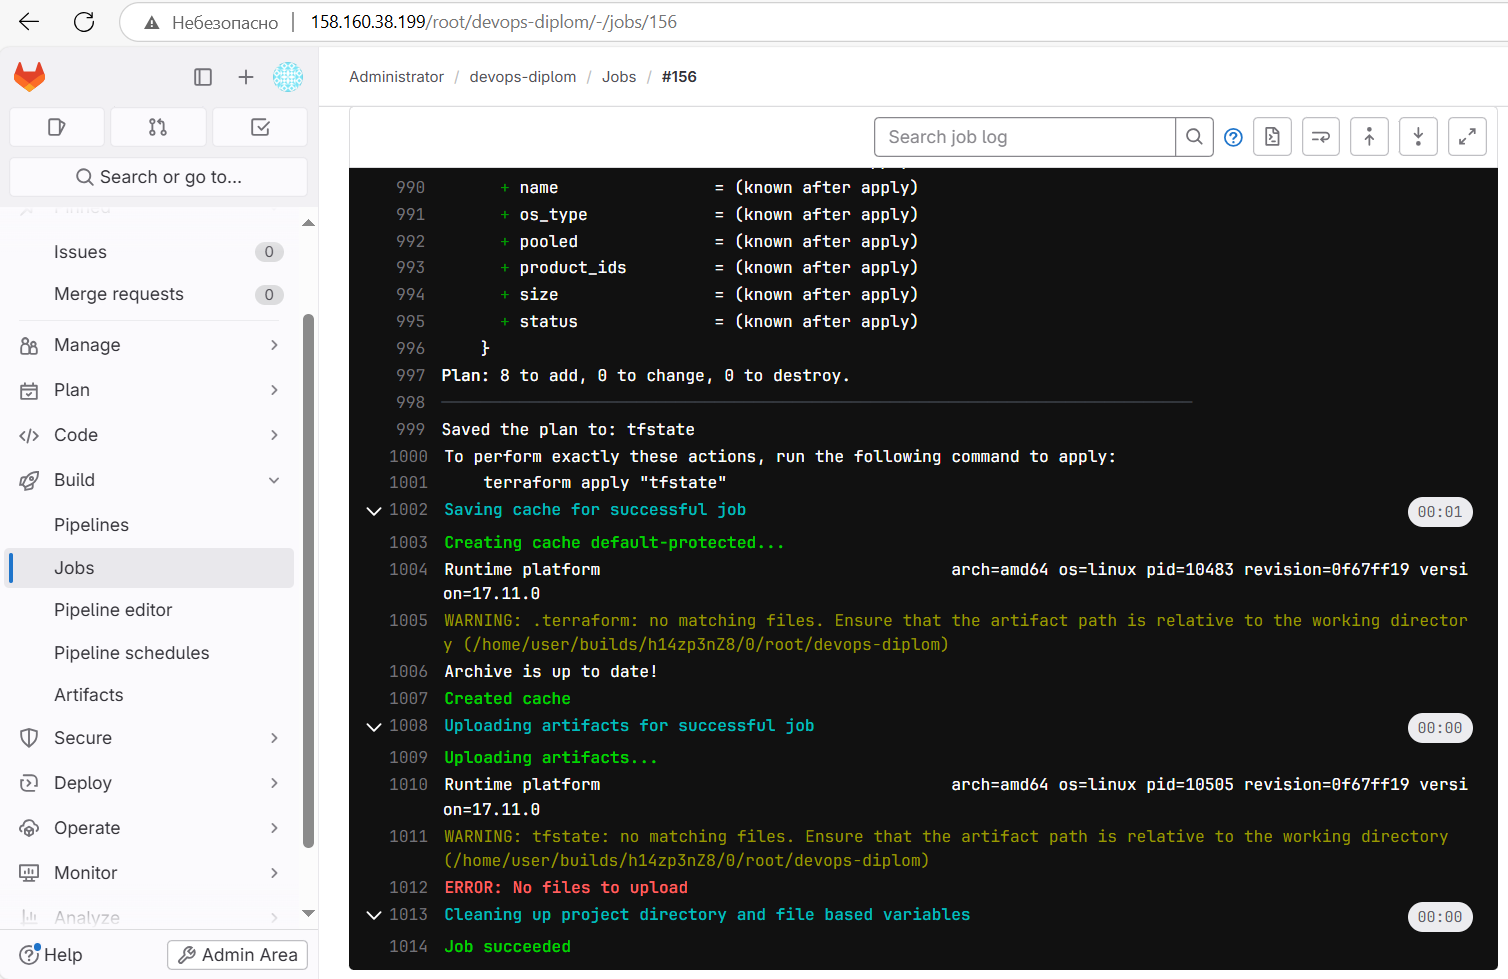 Небезопасно
158.160.38.199/root/devops-diplom/-/jobs/156
Administrator / devops-diplom / Jobs / #156
Search or go to...
Pinned
Issues 0
Merge requests 0
Manage
Plan
Code
Build
Pipelines
Jobs
Pipeline editor
Pipeline schedules
Artifacts
Secure
Deploy
Operate
Monitor
Analyze
Help
Admin Area
Search job log
990 + name = (known after apply)
991 + os_type = (known after apply)
992 + pooled = (known after apply)
993 + product_ids = (known after apply)
994 + size = (known after apply)
995 + status = (known after apply)
996 }
997 Plan: 8 to add, 0 to change, 0 to destroy.
998
999 Saved the plan to: tfstate
1000 To perform exactly these actions, run the following command to apply:
1001 terraform apply "tfstate"
1002 Saving cache for successful job 00:01
1003 Creating cache default-protected...
1004 Runtime platform arch=amd64 os=linux pid=10483 revision=0f67ff19 versi
on=17.11.0
1005 WARNING: .terraform: no matching files. Ensure that the artifact path is relative to the working director
y (/home/user/builds/h14zp3nZ8/0/root/devops-diplom)
1006 Archive is up to date!
1007 Created cache
1008 Uploading artifacts for successful job 00:00
1009 Uploading artifacts...
1010 Runtime platform arch=amd64 os=linux pid=10505 revision=0f67ff19 versi
on=17.11.0
1011 WARNING: tfstate: no matching files. Ensure that the artifact path is relative to the working directory
(/home/user/builds/h14zp3nZ8/0/root/devops-diplom)
1012 ERROR: No files to upload
1013 Cleaning up project directory and file based variables 00:00
1014 Job succeeded